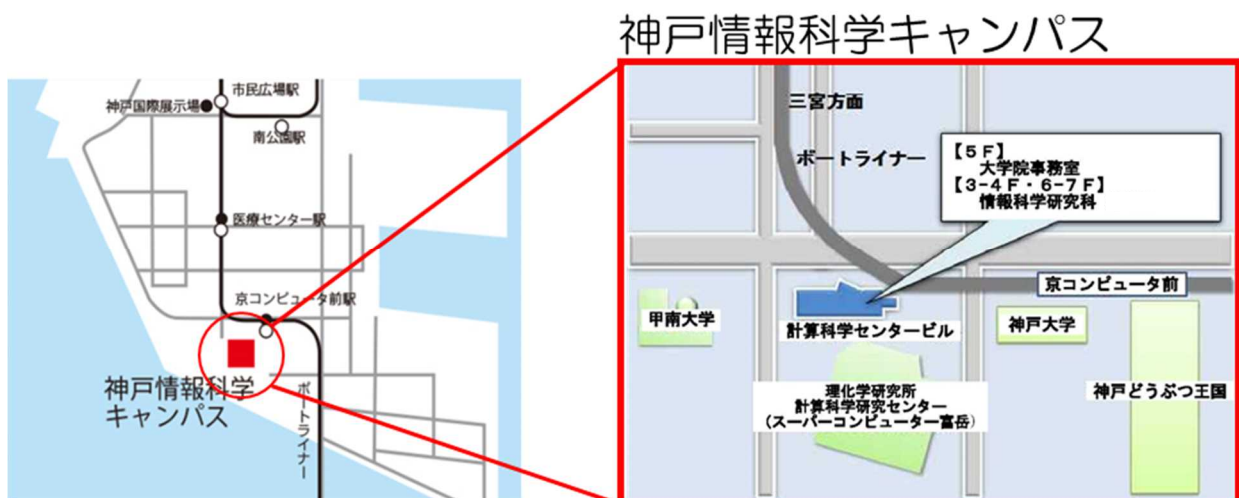 神戸情報科学キャンパス
市民広場駅
神戸国際展示場
南公園駅
医療センター駅
京コンピュータ前駅
神戸情報科学
キャンパス
ポートライナー
三宮方面
ポートライナー
【5F】
大学院事務室
【3-4F・6-7F】
情報科学研究科
京コンピュータ前
甲南大学
計算科学センタービル
神戸大学
理化学研究所
計算科学研究センター
(スーパーコンピューター富岳)
神戸どうぶつ王国